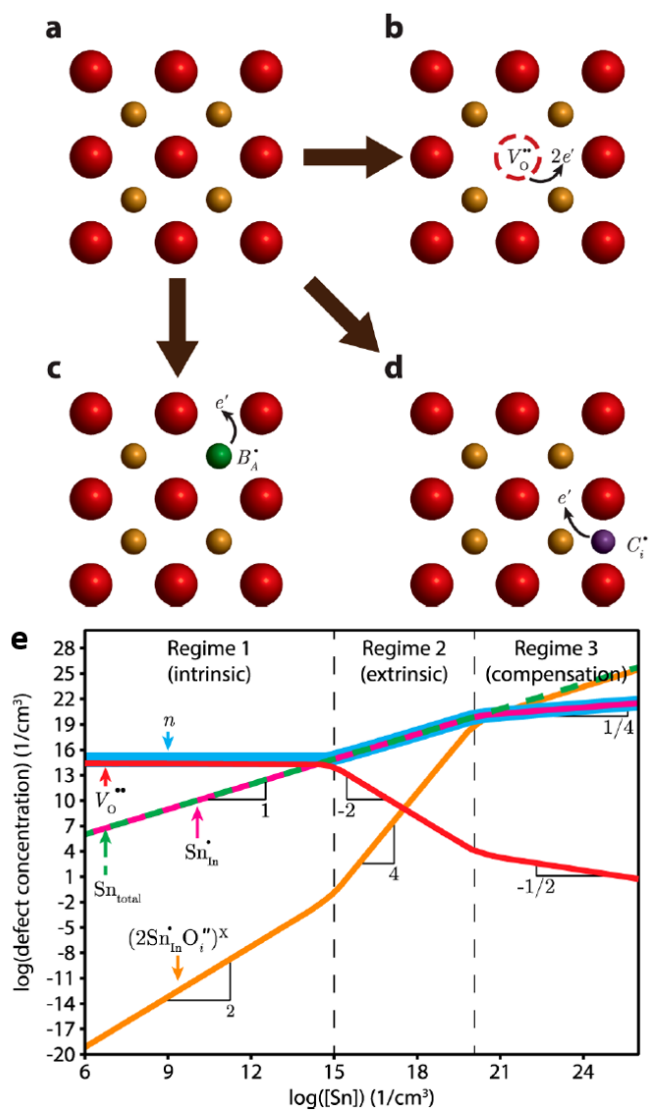 a
b
V_O^•• 2e′
c
d
e′
B_A^•
e′
C_i^•
e
Regime 1 Regime 2 Regime 3
(intrinsic) (extrinsic) (compensation)
28
25
22
19
16
13
10
7
4
1
-2
-5
-8
-11
-14
-17
-20
log(defect concentration) (1/cm³)
n
1/4
V_O^••
1
-2
Sn_In^•
Sn_total
4
-1/2
(2Sn_In^• O_i″)^x
2
6 9 12 15 18 21 24
log([Sn]) (1/cm³)